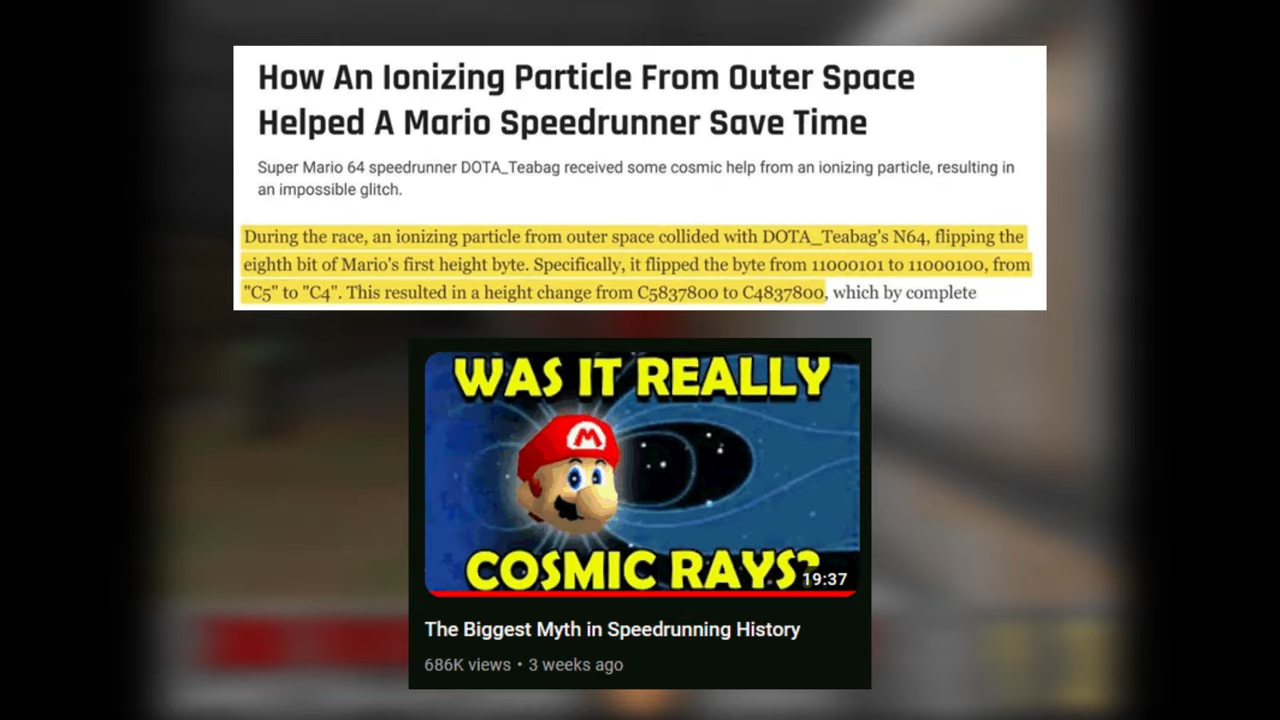 How An Ionizing Particle From Outer Space
Helped A Mario Speedrunner Save Time
Super Mario 64 speedrunner DOTA_Teabag received some cosmic help from an ionizing particle, resulting in
an impossible glitch.
During the race, an ionizing particle from outer space collided with DOTA_Teabag's N64, flipping the
eighth bit of Mario's first height byte. Specifically, it flipped the byte from 11000101 to 11000100, from
"C5" to "C4". This resulted in a height change from C5837800 to C4837800, which by complete
WAS IT REALLY
M
COSMIC RAYS?
19:37
The Biggest Myth in Speedrunning History
686K views • 3 weeks ago